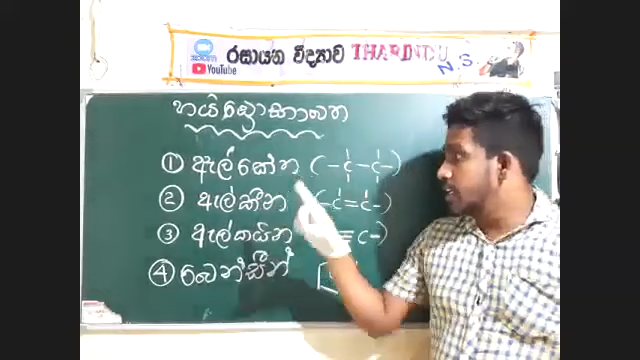 රසායන විද්‍යාව THARINDU N.S.
YouTube
හයිඩ්‍රොකාබන
① ඇල්කේන (-C-C-)
② ඇල්කීන (-C=C-)
③ ඇල්කයින ≡C-)
④ බෙන්සීන්